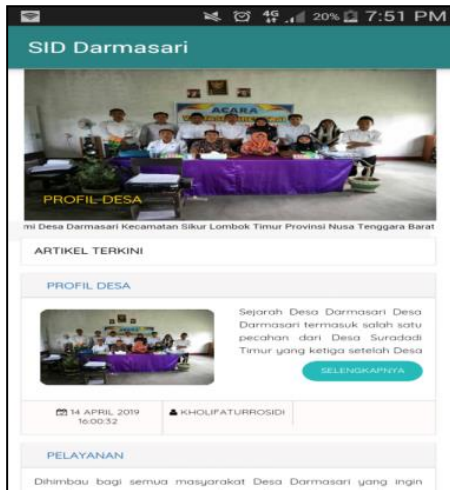 4G 20% 7:51 PM
SID Darmasari
ACARA
PROFIL DESA
mi Desa Darmasari Kecamatan Sikur Lombok Timur Provinsi Nusa Tenggara Barat
ARTIKEL TERKINI
PROFIL DESA
Sejarah Desa Darmasari Desa
Darmasari termasuk salah satu
pecahan dari Desa Suradadi
Timur yang ketiga setelah Desa
SELENGKAPNYA
14 APRIL 2019
16:00:32
KHOLIFATURROSIDI
PELAYANAN
Dihimbau bagi semua masyarakat Desa Darmasari yang ingin